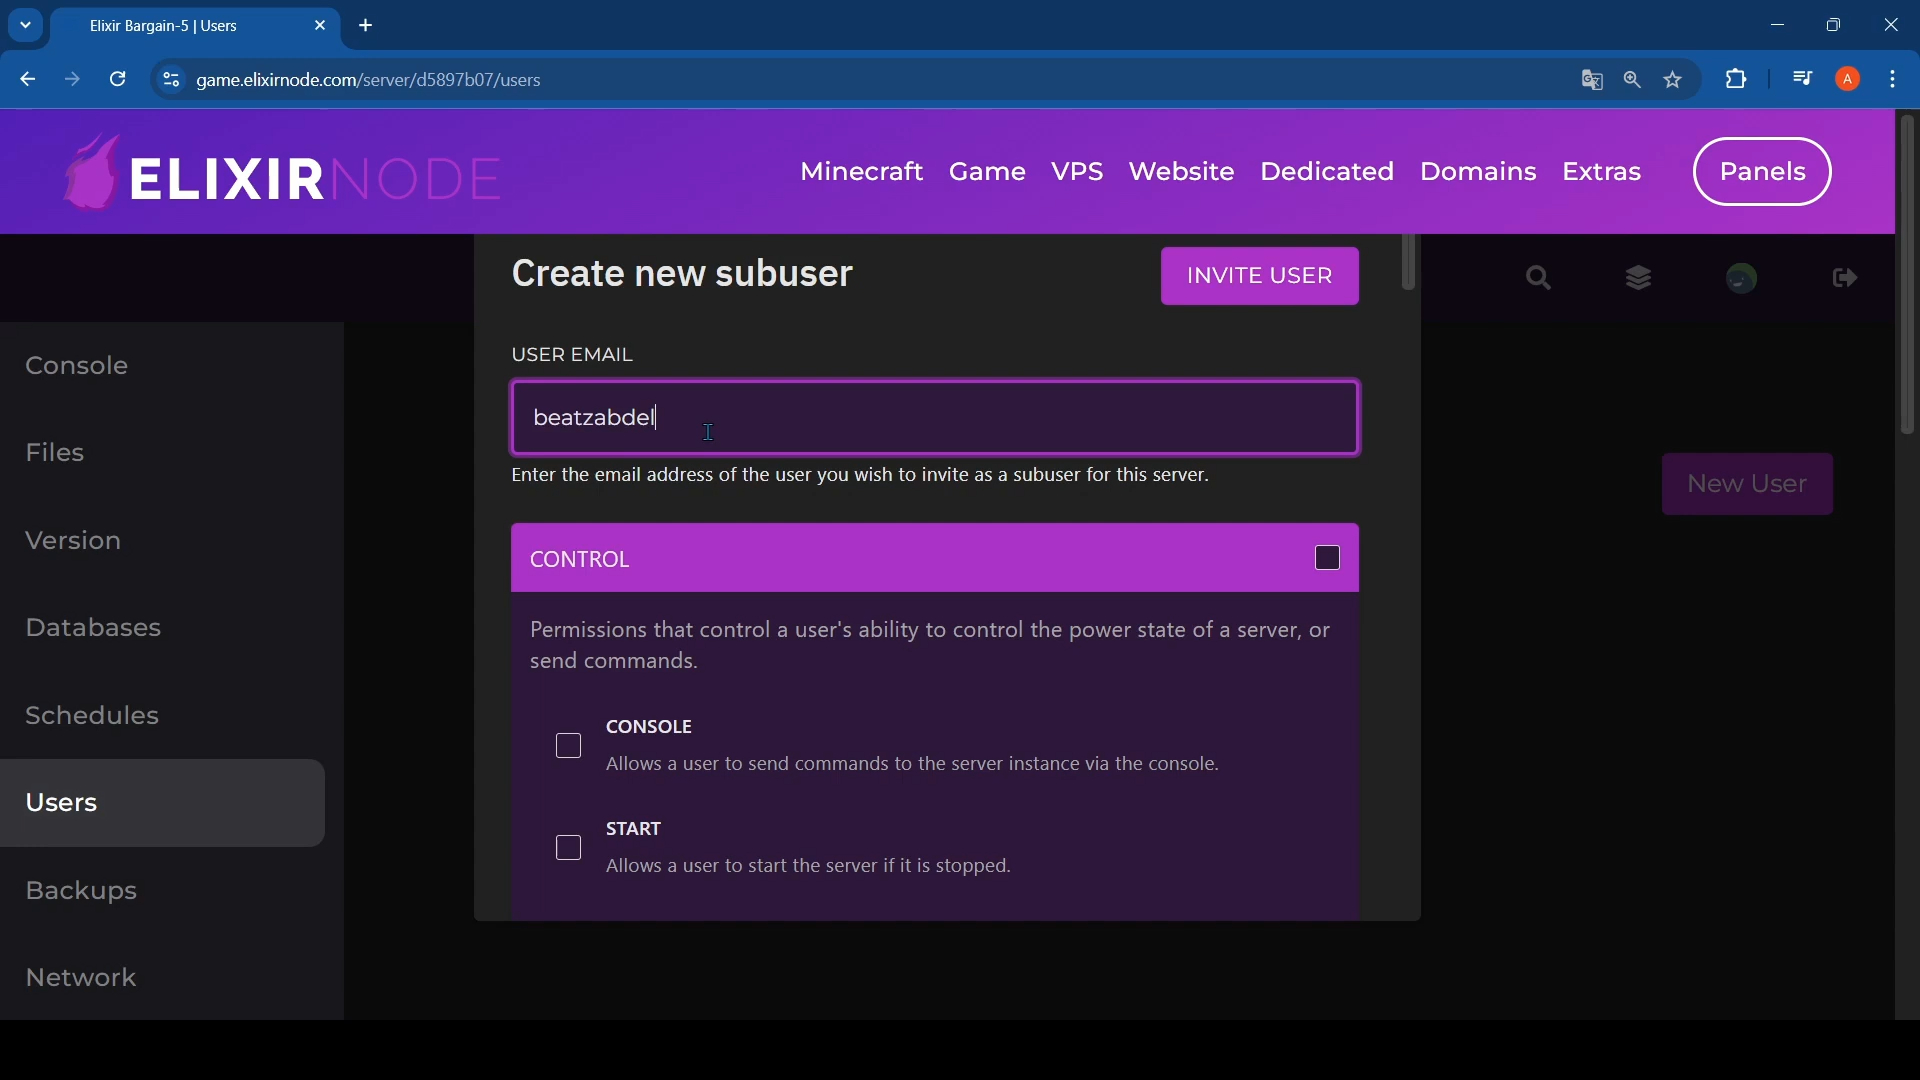 Elixir Bargain-5 | Users
game.elixirnode.com/server/d5897b07/users
A
ELIXIRNODE
Minecraft Game VPS Website Dedicated Domains Extras Panels
Create new subuser
INVITE USER
USER EMAIL
beatzabdel
Enter the email address of the user you wish to invite as a subuser for this server.
New User
CONTROL
Permissions that control a user's ability to control the power state of a server, or
send commands.
CONSOLE
Allows a user to send commands to the server instance via the console.
START
Allows a user to start the server if it is stopped.
Console
Files
Version
Databases
Schedules
Users
Backups
Network